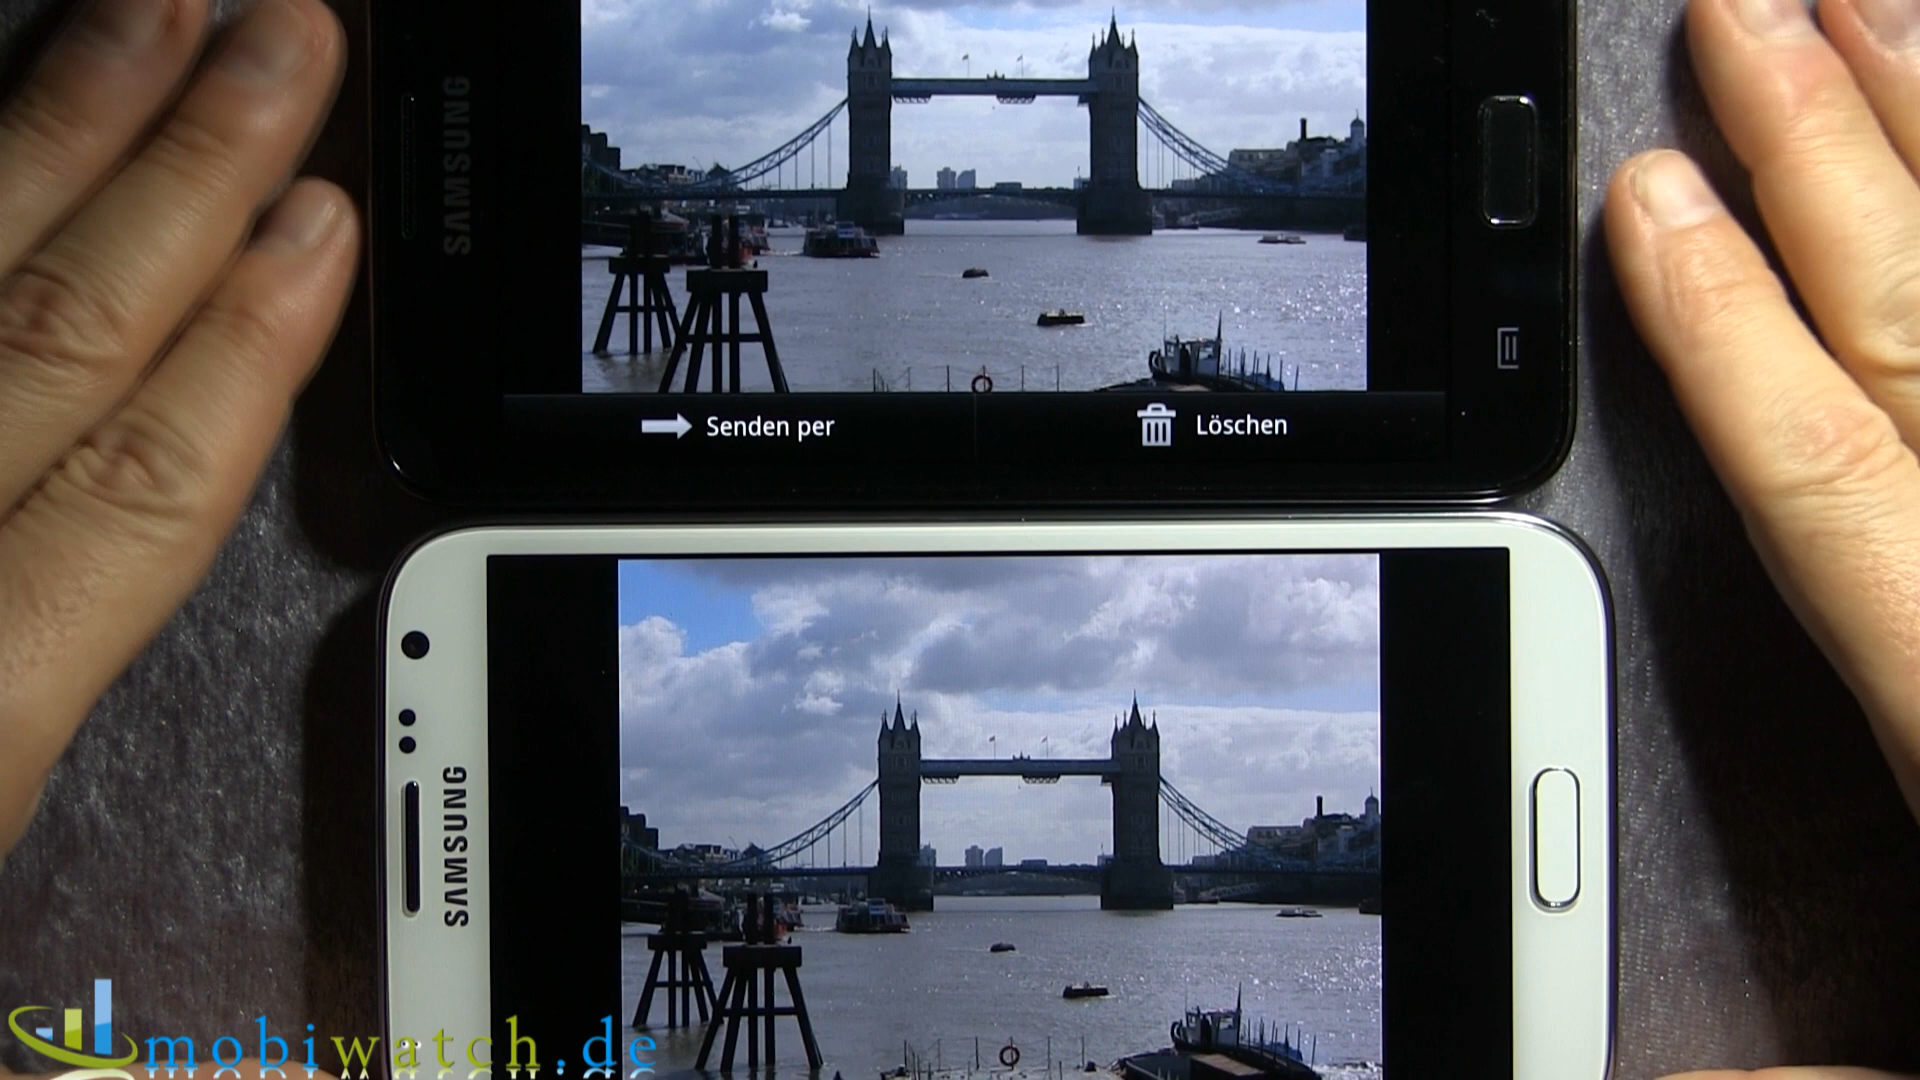 SAMSUNG
Senden per
Löschen
SAMSUNG
mobiwatch.de